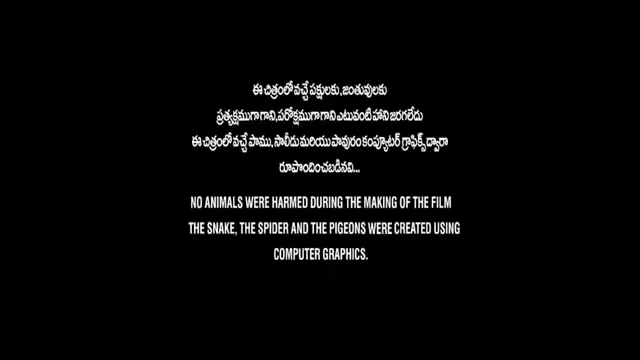 ఈ చిత్రంలో వచ్చే పక్షులకు, జంతువులకు
ప్రత్యక్షముగా గాని, పరోక్షముగా గాని ఎటువంటి హాని జరగలేదు
ఈ చిత్రంలో వచ్చే పాము, సాలీడు మరియు పావురం కంప్యూటర్ గ్రాఫిక్స్ ద్వారా
రూపొందించబడినవి...
NO ANIMALS WERE HARMED DURING THE MAKING OF THE FILM
THE SNAKE, THE SPIDER AND THE PIGEONS WERE CREATED USING
COMPUTER GRAPHICS.